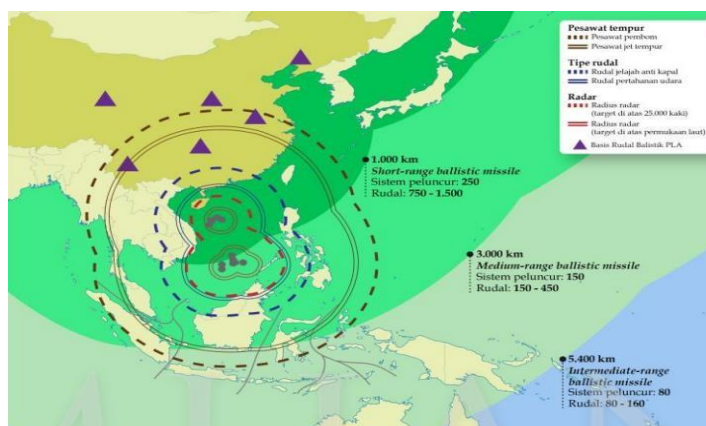 Pesawat tempur
Pesawat pembom
Pesawat jet tempur
Tipe rudal
Rudal jelajah anti kapal
Rudal pertahanan udara
Radar
Radius radar
(target di atas 25.000 kaki)
Radius radar
(target di atas permukaan laut)
Basis Rudal Balistik PLA
1.000 km
Short-range ballistic missile
Sistem peluncur: 250
Rudal: 750 - 1.500
3.000 km
Medium-range ballistic missile
Sistem peluncur: 150
Rudal: 150 - 450
5.400 km
Intermediate-range
ballistic missile
Sistem peluncur: 80
Rudal: 80 - 160